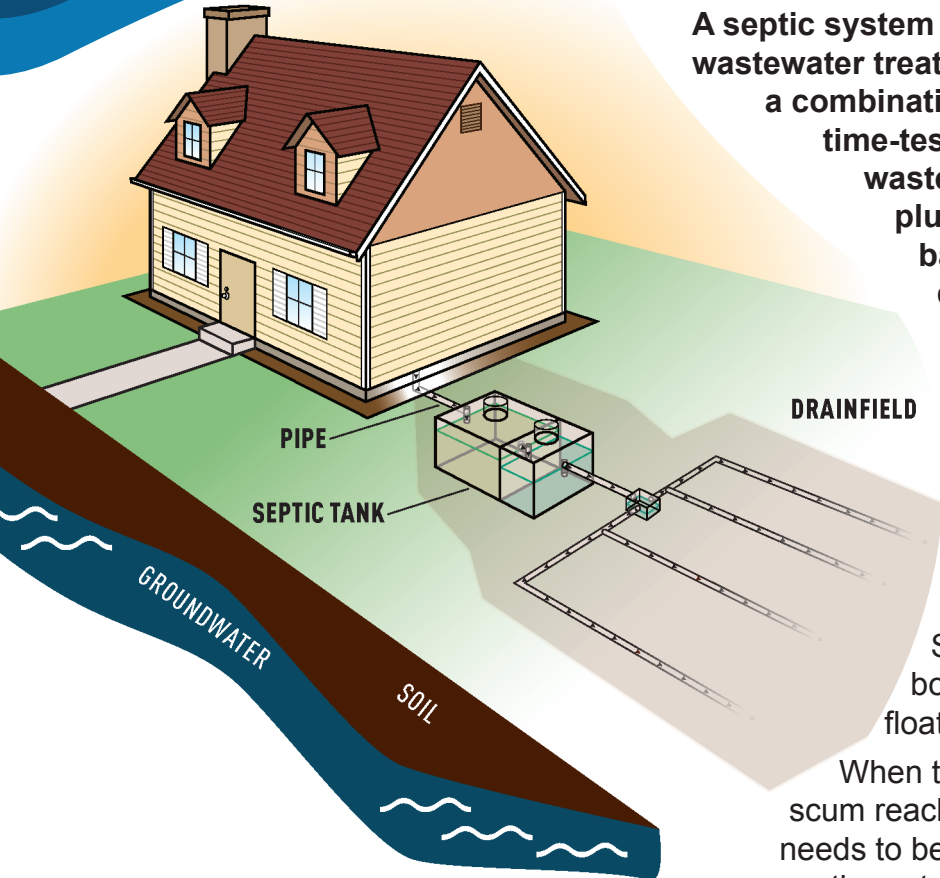 A septic system
wastewater treat
a combinati
time-tes
waste
plu
ba
DRAINFIELD
PIPE
SEPTIC TANK
GROUNDWATER
SOIL
S
bo
float
When t
scum reach
needs to be